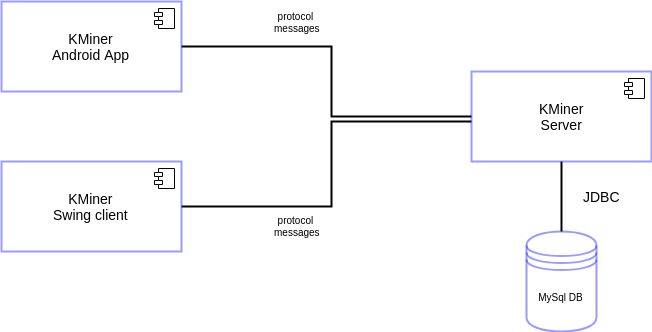 protocol
messages
KMiner
Android App
KMiner
Server
KMiner
Swing client
JDBC
protocol
messages
MySql DB